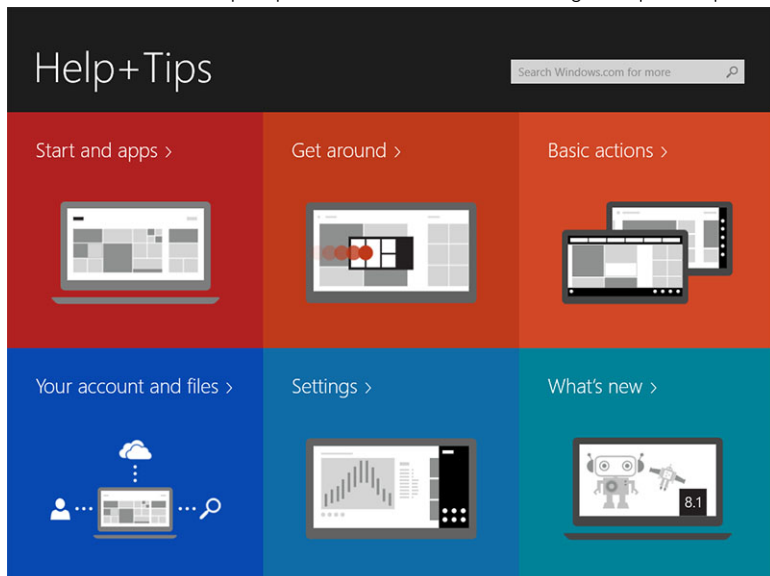 Help+Tips
Search Windows.com for more
Start and apps >
Get around >
Basic actions >
Your account and files >
Settings >
What's new >
8.1